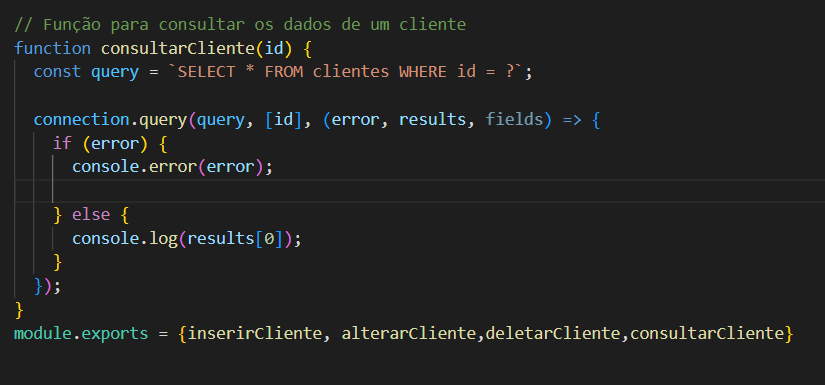 // Função para consultar os dados de um cliente
function consultarCliente(id) {
const query = `SELECT * FROM clientes WHERE id = ?`;
connection.query(query, [id], (error, results, fields) => {
if (error) {
console.error(error);
} else {
console.log(results[0]);
}
});
}
module.exports = {inserirCliente, alterarCliente,deletarCliente,consultarCliente}